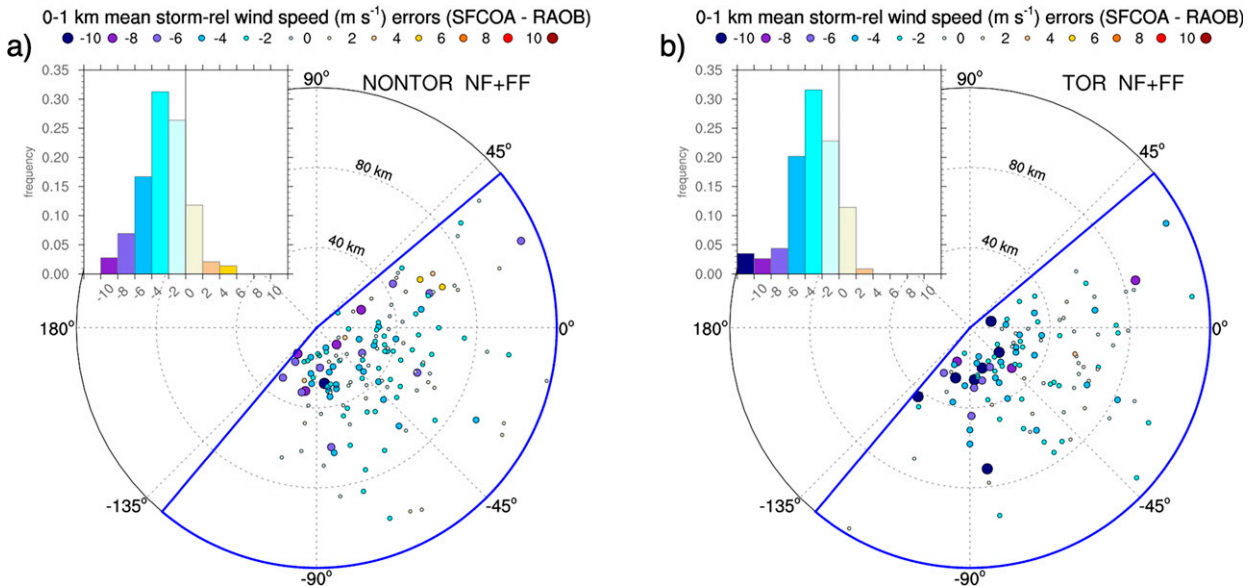 0-1 km mean storm-rel wind speed (m s⁻¹) errors (SFCOA - RAOB)
-10 -8 -6 -4 -2 0 2 4 6 8 10
a)
NONTOR NF+FF
0.35
0.30
0.25
0.20
0.15
0.10
0.05
0.00
frequency
-10 -8 -6 -4 -2 0 2 4 6 8 10
90°
45°
0°
-45°
-90°
-135°
180°
80 km
40 km
0-1 km mean storm-rel wind speed (m s⁻¹) errors (SFCOA - RAOB)
-10 -8 -6 -4 -2 0 2 4 6 8 10
b)
TOR NF+FF
0.35
0.30
0.25
0.20
0.15
0.10
0.05
0.00
frequency
-10 -8 -6 -4 -2 0 2 4 6 8 10
90°
45°
0°
-45°
-90°
-135°
180°
80 km
40 km